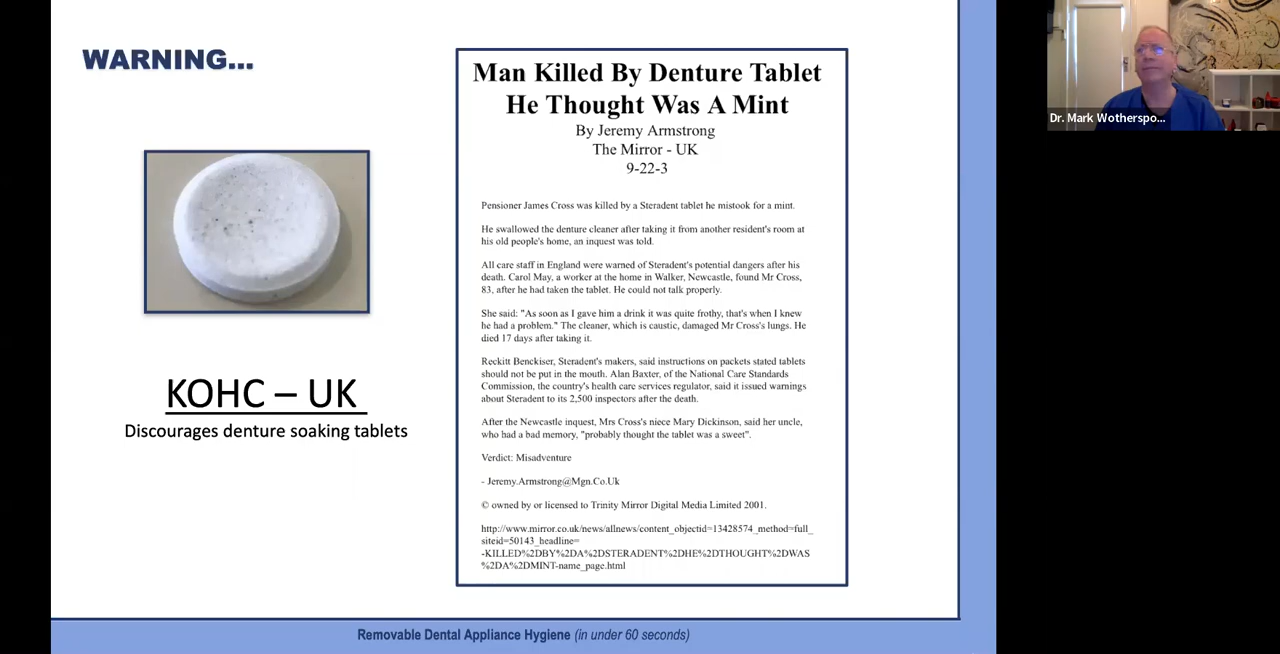 WARNING...
KOHC – UK
Discourages denture soaking tablets
Man Killed By Denture Tablet
He Thought Was A Mint
By Jeremy Armstrong
The Mirror - UK
9-22-3
Pensioner James Cross was killed by a Steradent tablet he mistook for a mint.
He swallowed the denture cleaner after taking it from another resident's room at
his old people's home, an inquest was told.
All care staff in England were warned of Steradent's potential dangers after his
death. Carol May, a worker at the home in Walker, Newcastle, found Mr Cross,
83, after he had taken the tablet. He could not talk properly.
She said: "As soon as I gave him a drink it was quite frothy, that's when I knew
he had a problem." The cleaner, which is caustic, damaged Mr Cross's lungs. He
died 17 days after taking it.
Reckitt Benckiser, Steradent's makers, said instructions on packets stated tablets
should not be put in the mouth. Alan Baxter, of the National Care Standards
Commission, the country's health care services regulator, said it issued warnings
about Steradent to its 2,500 inspectors after the death.
After the Newcastle inquest, Mrs Cross's niece Mary Dickinson, said her uncle,
who had a bad memory, "probably thought the tablet was a sweet".
Verdict: Misadventure
- Jeremy.Armstrong@Mgn.Co.Uk
© owned by or licensed to Trinity Mirror Digital Media Limited 2001.
http://www.mirror.co.uk/news/allnews/content_objectid=13428574_method=full_
siteid=50143_headline=
-KILLED%2DBY%2DA%2DSTERADENT%2DHE%2DTHOUGHT%2DWAS
%2DA%2DMINT-name_page.html
Removable Dental Appliance Hygiene (in under 60 seconds)
Dr. Mark Wotherspo...